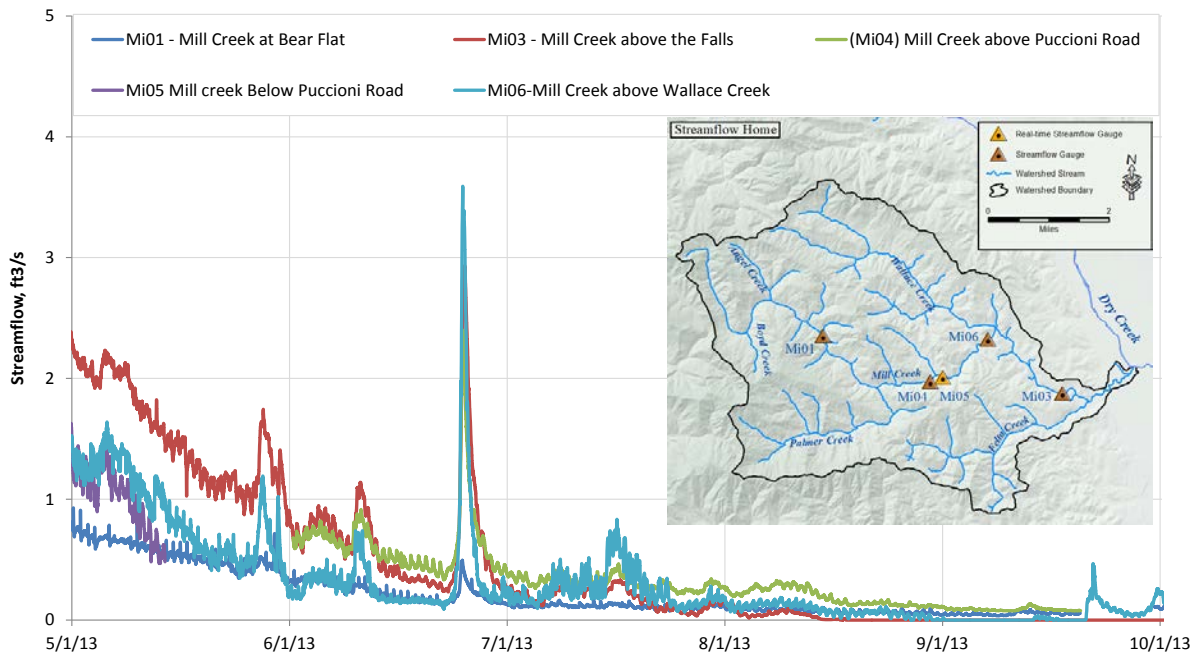 5
Mi01 - Mill Creek at Bear Flat
Mi03 - Mill Creek above the Falls
(Mi04) Mill Creek above Puccioni Road
Mi05 Mill creek Below Puccioni Road
Mi06-Mill Creek above Wallace Creek
4
3
2
1
0
Streamflow, ft3/s
5/1/13
6/1/13
7/1/13
8/1/13
9/1/13
10/1/13
Streamflow Home
Real-time Streamflow Gauge
Streamflow Gauge
Watershed Stream
Watershed Boundary
N
0
2
Miles
Angel Creek
Wallace Creek
Boyd Creek
Dry Creek
Mi01
Mi06
Mill Creek
Mi04
Mi05
Mi03
Felta Creek
Palmer Creek